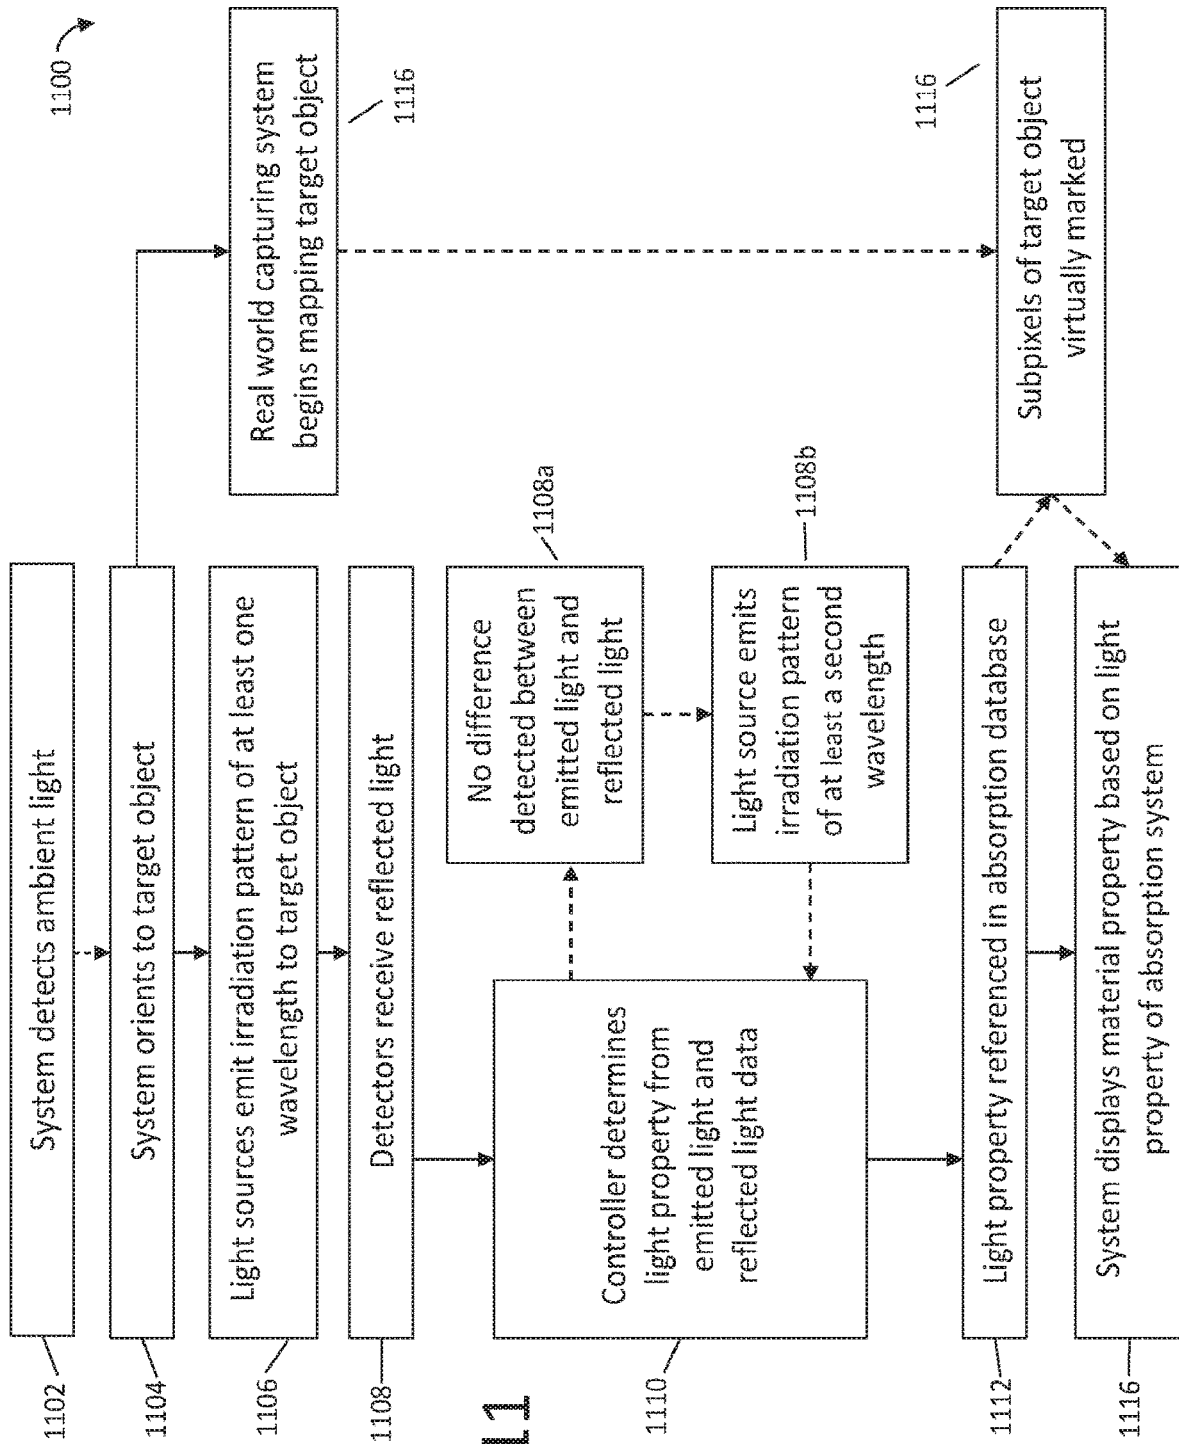 1100
System detects ambient light
1102
System orients to target object
1104
Real world capturing system
begins mapping target object
1116
Light sources emit irradiation pattern of at least one
wavelength to target object
1106
Detectors receive reflected light
1108
Controller determines
light property from
emitted light and
reflected light data
1110
No difference
detected between
emitted light and
reflected light
1108a
Light source emits
irradiation pattern
of at least a second
wavelength
1108b
Light property referenced in absorption database
1112
Subpixels of target object
virtually marked
1116
System displays material property based on light
property of absorption system
1116